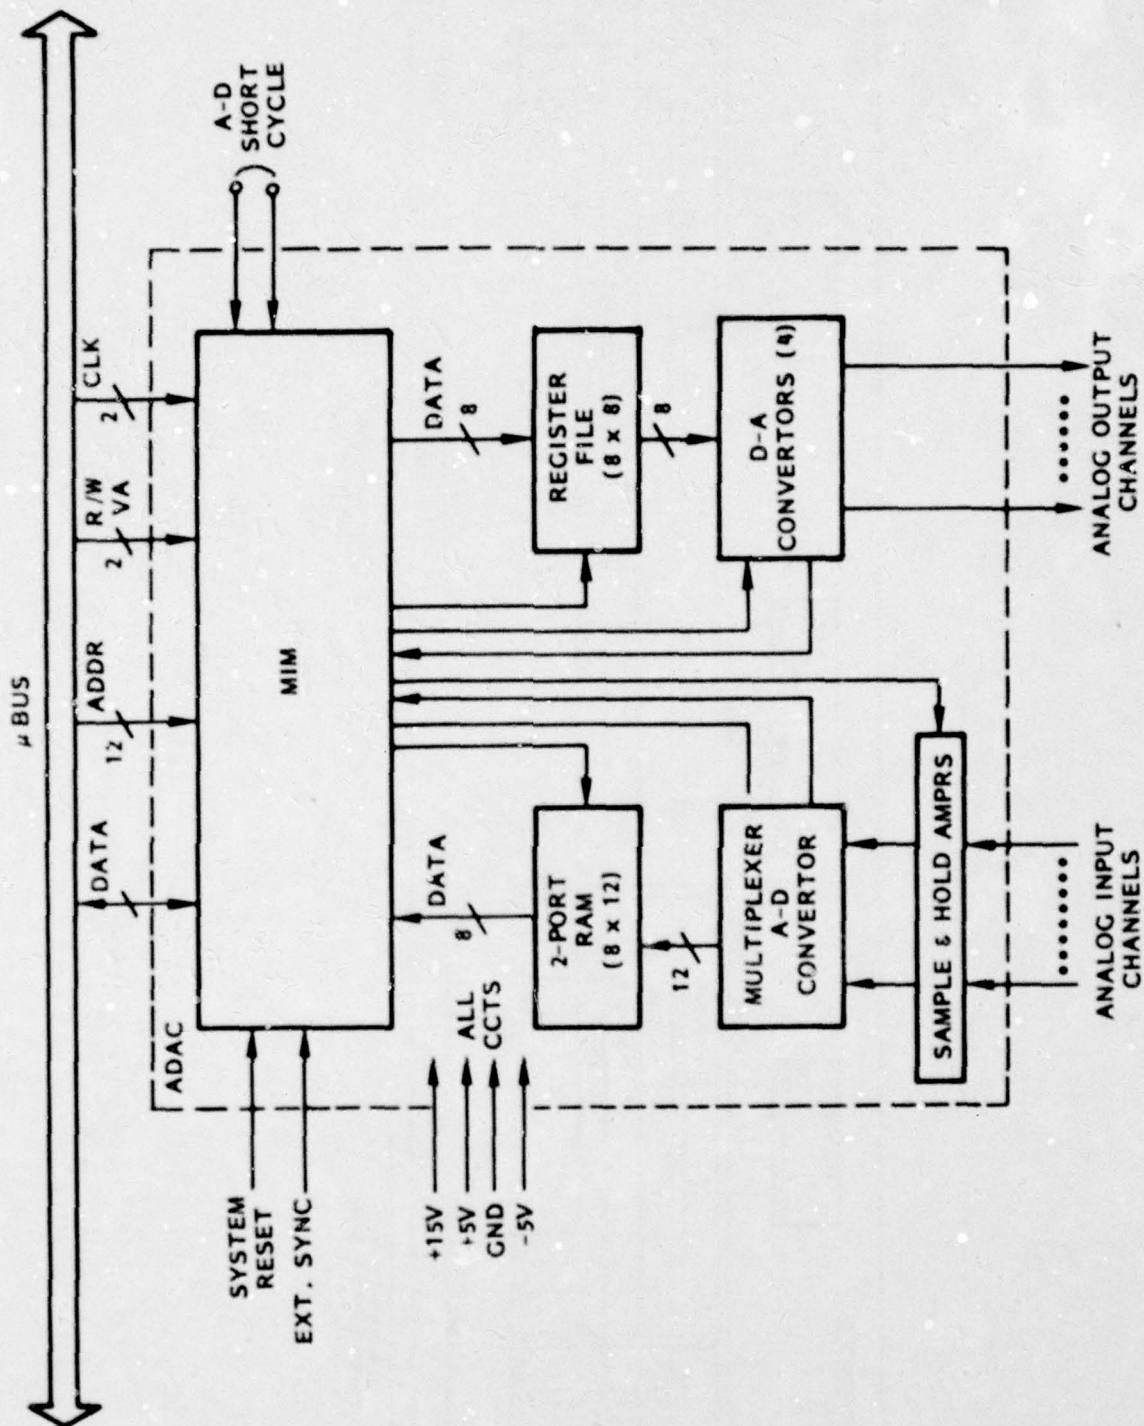 μ BUS
DATA
ADDR
12
R/W
VA
2
CLK
2
ADAC
SYSTEM
RESET
EXT. SYNC
MIM
A-D
SHORT
CYCLE
+15V
+5V
GND
-5V
ALL
CCTS
DATA
8
DATA
8
2-PORT
RAM
(8 x 12)
REGISTER
FILE
(8 x 8)
12
8
MULTIPLEXER
A-D
CONVERTOR
D-A
CONVERTORS (4)
SAMPLE & HOLD AMPRS
ANALOG INPUT
CHANNELS
ANALOG OUTPUT
CHANNELS